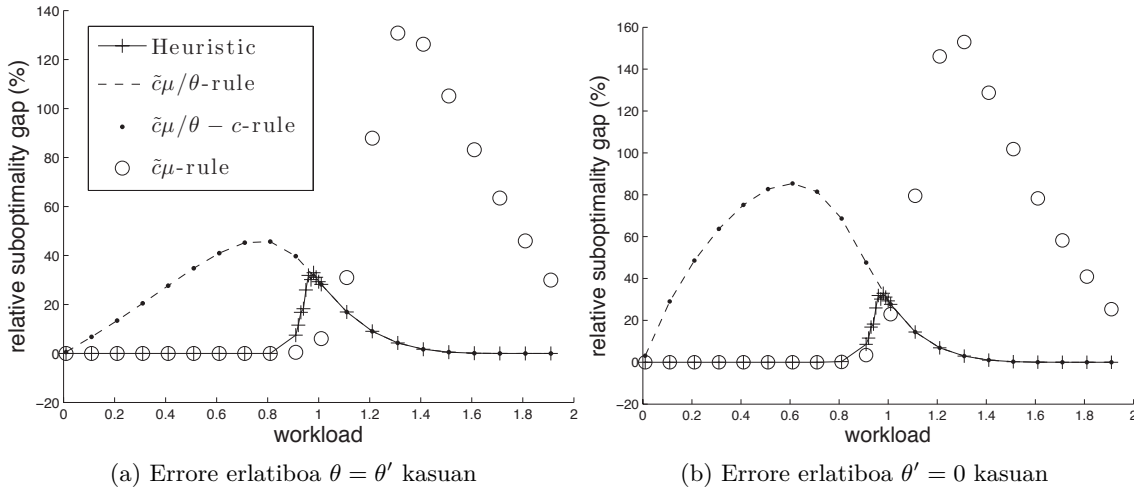 140
120
100
80
60
40
20
0
−20
relative suboptimality gap (%)
Heuristic
c̃μ/θ-rule
c̃μ/θ − c-rule
c̃μ-rule
0 0.2 0.4 0.6 0.8 1 1.2 1.4 1.6 1.8 2
workload
(a) Errore erlatiboa θ = θ′ kasuan
160
140
120
100
80
60
40
20
0
−20
relative suboptimality gap (%)
0 0.2 0.4 0.6 0.8 1 1.2 1.4 1.6 1.8 2
workload
(b) Errore erlatiboa θ′ = 0 kasuan